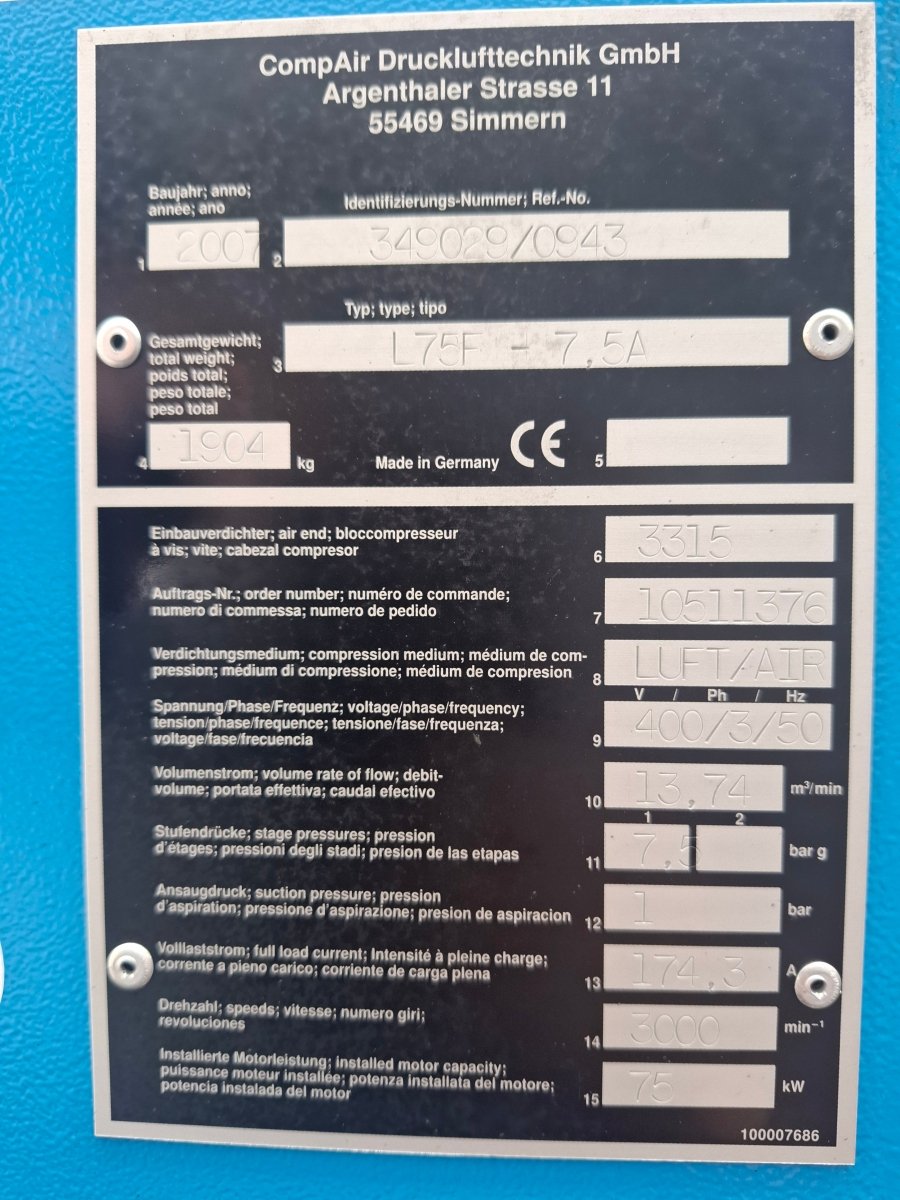 CompAir Drucklufttechnik GmbH
Argenthaler Strasse 11
55469 Simmern
Baujahr; anno;
année; ano
1 2007
Identifizierungs-Nummer; Ref.-No.
2 349029/0943
Typ; type; tipo
3 L75F - 7,5A
Gesamtgewicht;
total weight;
poids total;
peso totale;
peso total
4 1904 kg
Made in Germany CE 5
Einbauverdichter; air end; bloccompresseur
à vis; vite; cabezal compresor
6 3315
Auftrags-Nr.; order number; numéro de commande;
numero di commessa; numero de pedido
7 10511376
Verdichtungsmedium; compression medium; médium de com-
pression; médium di compressione; médium de compresion
8 LUFT/AIR
V / Ph / Hz
Spannung/Phase/Frequenz; voltage/phase/frequency;
tension/phase/frequence; tensione/fase/frequenza;
voltage/fase/frecuencia
9 400/3/50
Volumenstrom; volume rate of flow; debit-
volume; portata effettiva; caudal efectivo
10 13,74 m³/min
1 2
Stufendrücke; stage pressures; pression
d'étages; pressioni degli stadi; presion de las etapas
11 7,5 bar g
Ansaugdruck; suction pressure; pression
d'aspiration; pressione d'aspirazione; presion de aspiracion
12 1 bar
Volllaststrom; full load current; Intensité à pleine charge;
corrente a pieno carico; corriente de carga plena
13 174,3 A
Drehzahl; speeds; vitesse; numero giri;
revoluciones
14 3000 min⁻¹
Installierte Motorleistung; installed motor capacity;
puissance moteur installée; potenza installata del motore;
potencia instalada del motor
15 75 kW
100007686